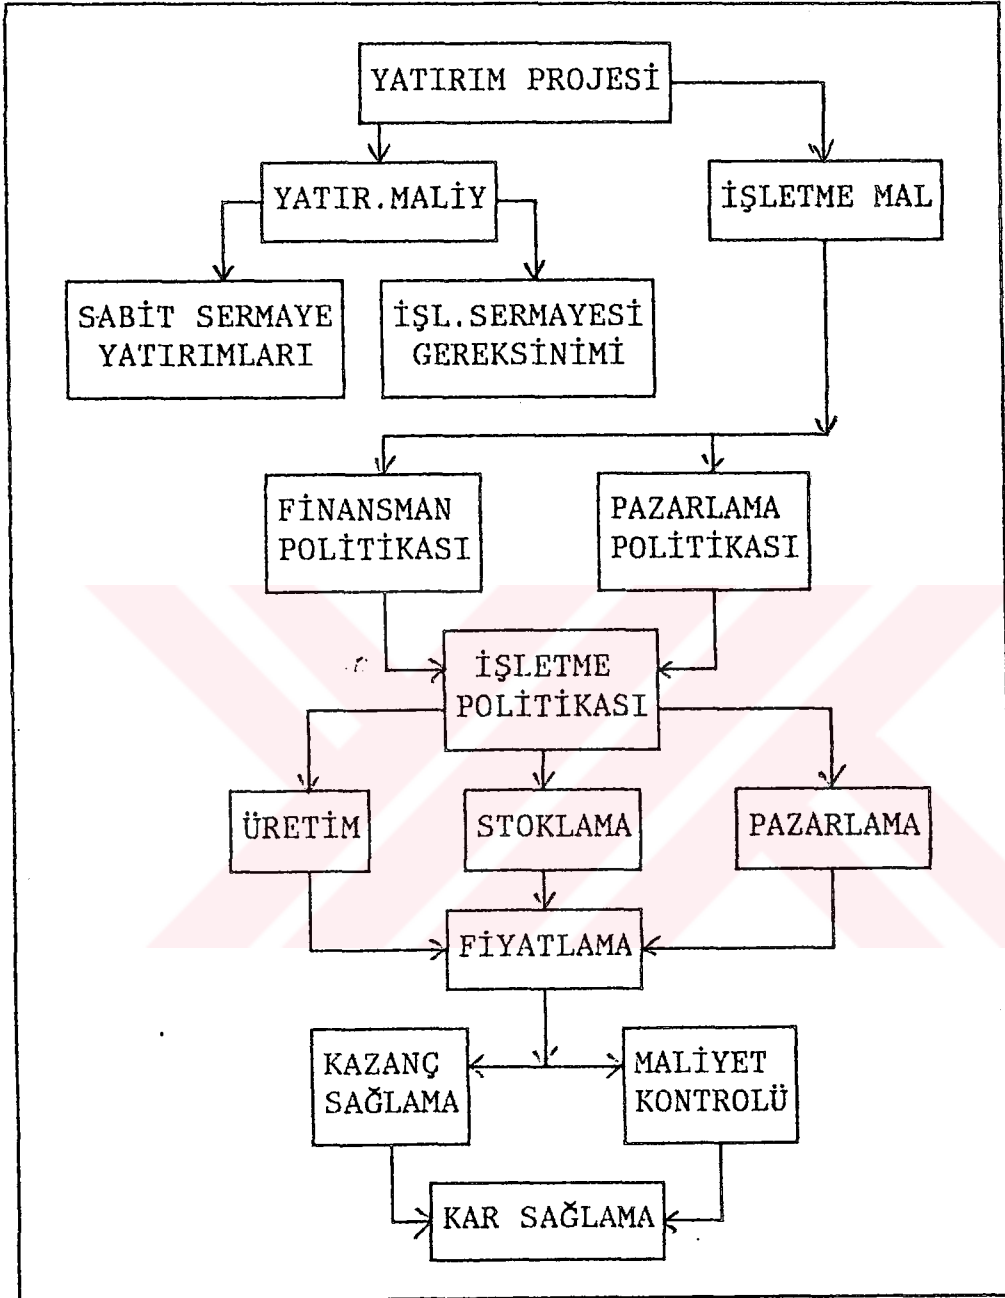 YATIRIM PROJESİ
YATIR.MALİY
İŞLETME MAL
SABİT SERMAYE
YATIRIMLARI
İŞL.SERMAYESİ
GEREKSİNİMİ
FİNANSMAN
POLİTİKASI
PAZARLAMA
POLİTİKASI
İŞLETME
POLİTİKASI
ÜRETİM
STOKLAMA
PAZARLAMA
FİYATLAMA
KAZANÇ
SAĞLAMA
MALİYET
KONTROLÜ
KAR SAĞLAMA